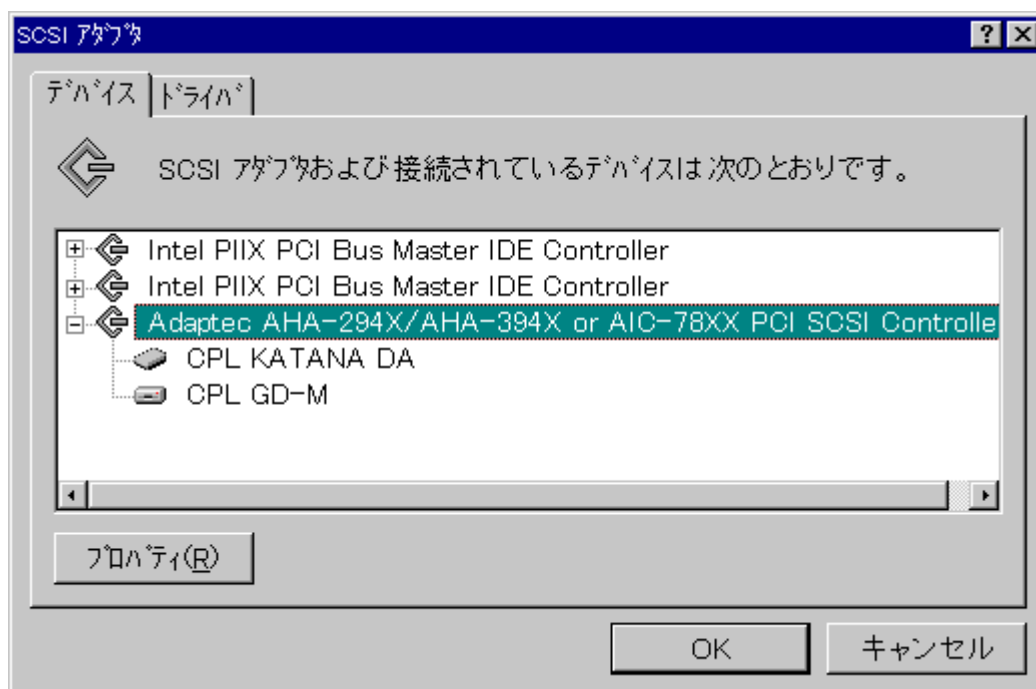 SCSI ｱﾀﾞﾌﾟﾀ
?
ﾃﾞﾊﾞｲｽ
ﾄﾞﾗｲﾊﾞ
SCSI ｱﾀﾞﾌﾟﾀおよび接続されているﾃﾞﾊﾞｲｽは次のとおりです。
Intel PIIX PCI Bus Master IDE Controller
Intel PIIX PCI Bus Master IDE Controller
Adaptec AHA-294X/AHA-394X or AIC-78XX PCI SCSI Controlle
CPL KATANA DA
CPL GD-M
ﾌﾟﾛﾊﾟﾃｨ(R)
OK
キャンセル